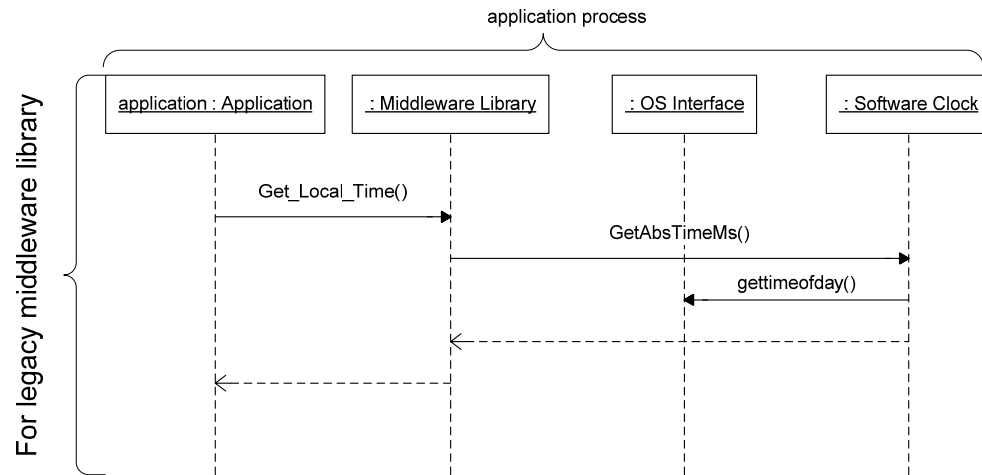 application process
For legacy middleware library
application : Application
: Middleware Library
: OS Interface
: Software Clock
Get_Local_Time()
GetAbsTimeMs()
gettimeofday()